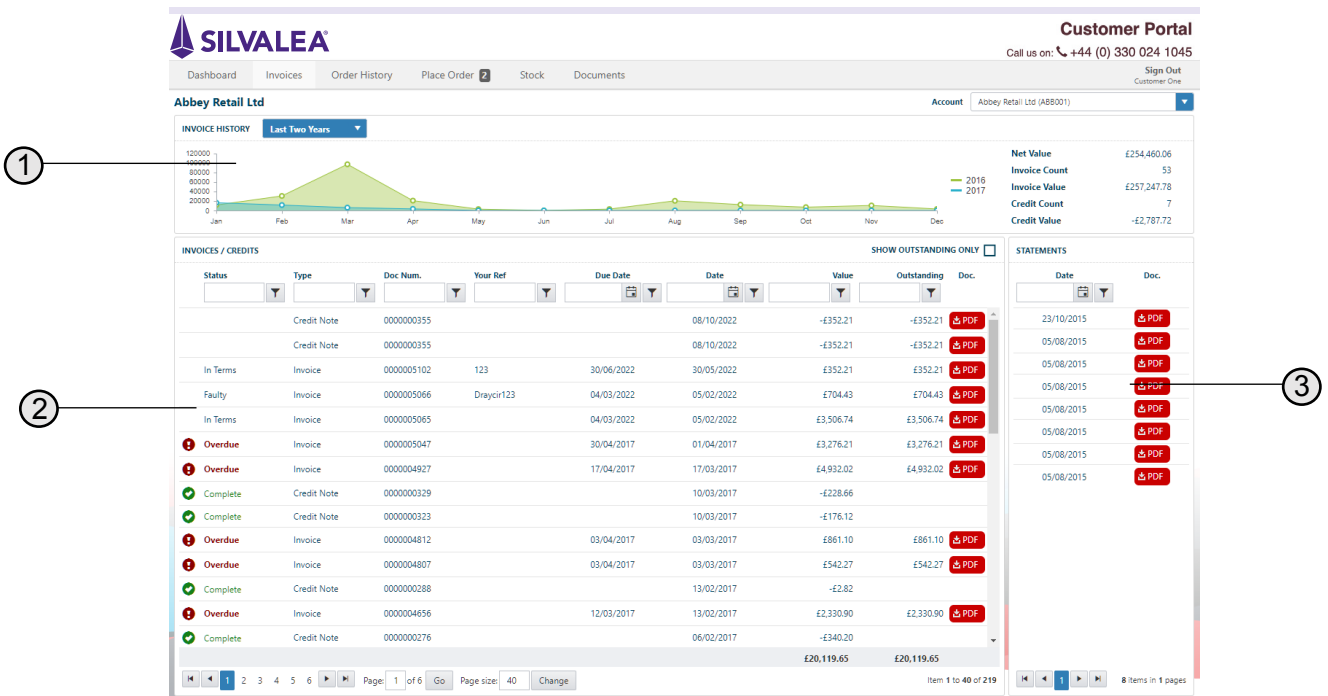 SILVALEA
Customer Portal
Call us on: +44 (0) 330 024 1045
Dashboard Invoices Order History Place Order 2 Stock Documents Sign Out
Customer One
Abbey Retail Ltd Account Abbey Retail Ltd (ABB001)
INVOICE HISTORY Last Two Years
120000
100000
80000
60000
40000
20000
0
Jan Feb Mar Apr May Jun Jul Aug Sep Oct Nov Dec
2016
2017
Net Value £254,460.06
Invoice Count 53
Invoice Value £257,247.78
Credit Count 7
Credit Value -£2,787.72
1
INVOICES / CREDITS SHOW OUTSTANDING ONLY
Status Type Doc Num. Your Ref Due Date Date Value Outstanding Doc.
Credit Note 0000000355 08/10/2022 -£352.21 -£352.21 PDF
Credit Note 0000000355 08/10/2022 -£352.21 -£352.21 PDF
In Terms Invoice 0000005102 123 30/06/2022 30/05/2022 £352.21 £352.21 PDF
Faulty Invoice 0000005066 Draycir123 04/03/2022 05/02/2022 £704.43 £704.43 PDF
In Terms Invoice 0000005065 04/03/2022 05/02/2022 £3,506.74 £3,506.74 PDF
Overdue Invoice 0000005047 30/04/2017 01/04/2017 £3,276.21 £3,276.21 PDF
Overdue Invoice 0000004927 17/04/2017 17/03/2017 £4,932.02 £4,932.02 PDF
Complete Credit Note 0000000329 10/03/2017 -£228.66
Complete Credit Note 0000000323 10/03/2017 -£176.12
Overdue Invoice 0000004812 03/04/2017 03/03/2017 £861.10 £861.10 PDF
Overdue Invoice 0000004807 03/04/2017 03/03/2017 £542.27 £542.27 PDF
Complete Credit Note 0000000288 13/02/2017 -£2.82
Overdue Invoice 0000004656 12/03/2017 13/02/2017 £2,330.90 £2,330.90 PDF
Complete Credit Note 0000000276 06/02/2017 -£340.20
£20,119.65 £20,119.65
1 2 3 4 5 6 Page: 1 of 6 Go Page size: 40 Change Item 1 to 40 of 219
2
STATEMENTS
Date Doc.
23/10/2015 PDF
05/08/2015 PDF
05/08/2015 PDF
05/08/2015 PDF
05/08/2015 PDF
05/08/2015 PDF
05/08/2015 PDF
05/08/2015 PDF
1 8 items in 1 pages
3